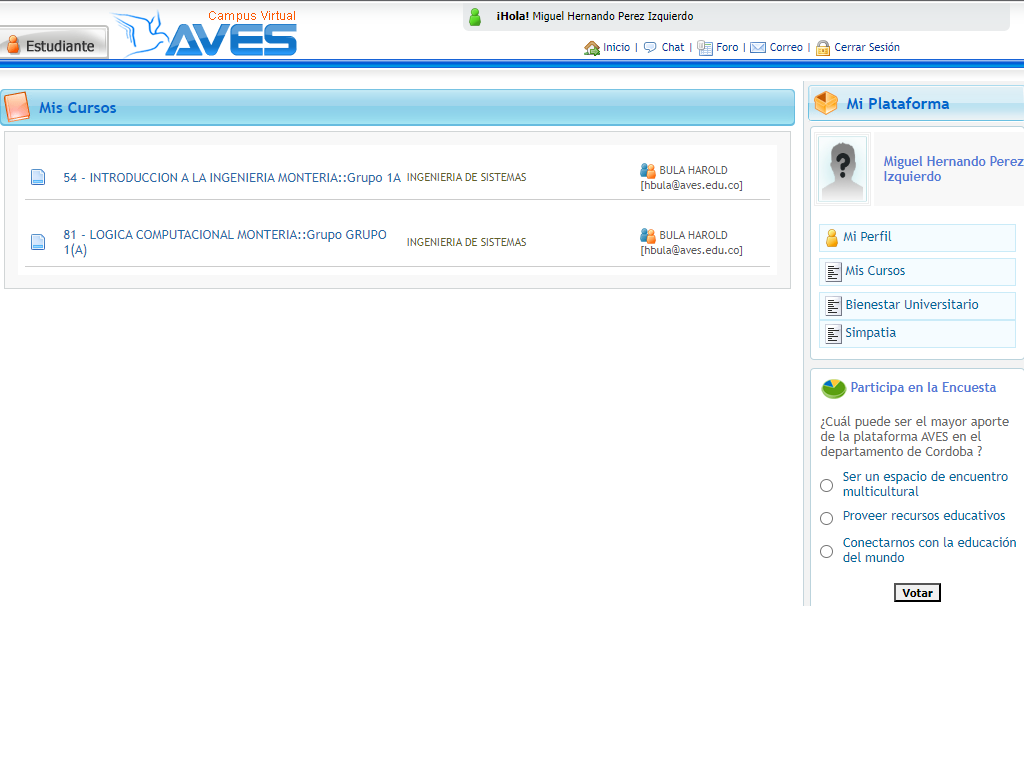 Campus Virtual
AVES
Estudiante
¡Hola! Miguel Hernando Perez Izquierdo
Inicio | Chat | Foro | Correo | Cerrar Sesión
Mis Cursos
54 - INTRODUCCION A LA INGENIERIA MONTERIA::Grupo 1A INGENIERIA DE SISTEMAS
BULA HAROLD
[hbula@aves.edu.co]
81 - LOGICA COMPUTACIONAL MONTERIA::Grupo GRUPO
1(A)
INGENIERIA DE SISTEMAS
BULA HAROLD
[hbula@aves.edu.co]
Mi Plataforma
?
Miguel Hernando Perez
Izquierdo
Mi Perfil
Mis Cursos
Bienestar Universitario
Simpatia
Participa en la Encuesta
¿Cuál puede ser el mayor aporte
de la plataforma AVES en el
departamento de Cordoba ?
Ser un espacio de encuentro
multicultural
Proveer recursos educativos
Conectarnos con la educación
del mundo
Votar